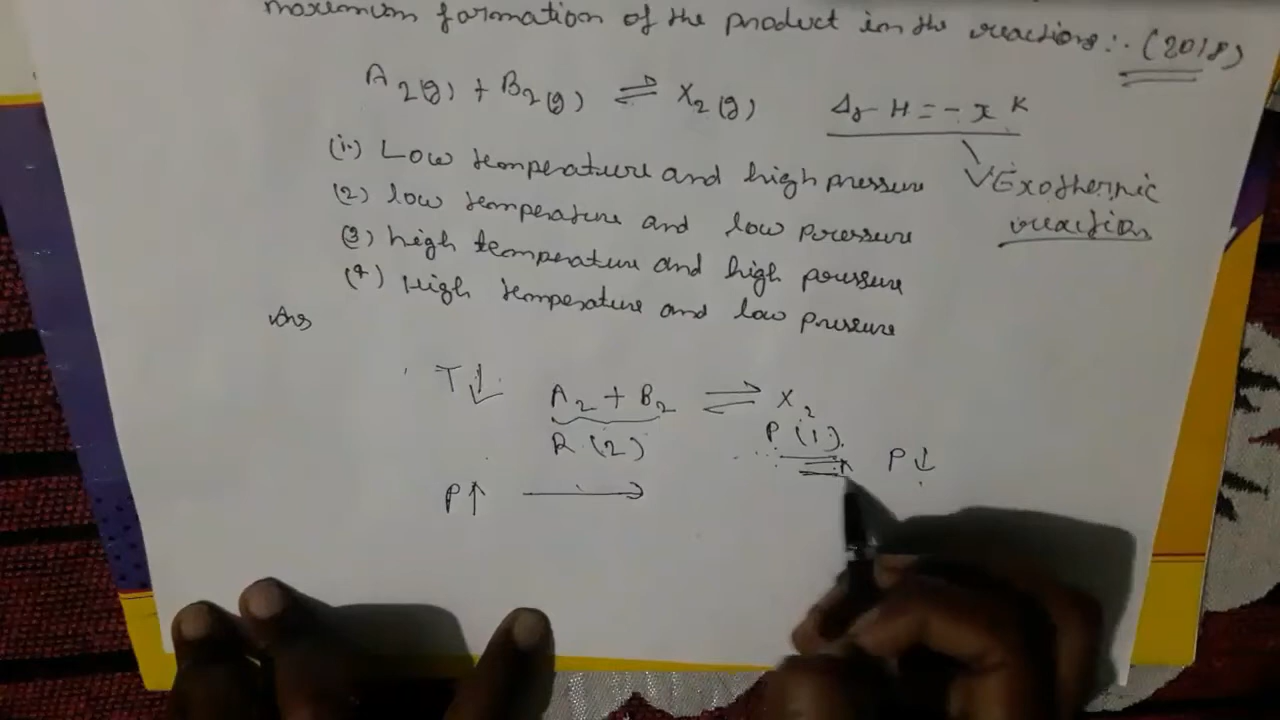 maximum formation of the product in the reactions:. (2018)
A2(g) + B2(g) ⇌ X2(g) Δr H = - x K
(1.) Low temperature and high pressure
Exothermic reaction
(2) low temperature and low pressure
(3) high temperature and high pressure
(4) High temperature and low pressure
Ans
T↓ A2 + B2 ⇌ X2
R (2) P (1) P↓
P↑ →